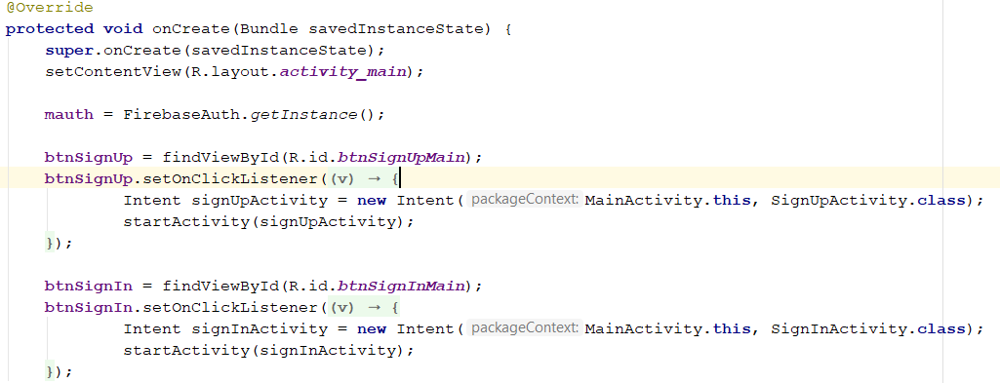 @Override
protected void onCreate(Bundle savedInstanceState) {
super.onCreate(savedInstanceState);
setContentView(R.layout.activity_main);
mauth = FirebaseAuth.getInstance();
btnSignUp = findViewById(R.id.btnSignUpMain);
btnSignUp.setOnClickListener((v) → {
Intent signUpActivity = new Intent( packageContext: MainActivity.this, SignUpActivity.class);
startActivity(signUpActivity);
});
btnSignIn = findViewById(R.id.btnSignInMain);
btnSignIn.setOnClickListener((v) → {
Intent signInActivity = new Intent( packageContext: MainActivity.this, SignInActivity.class);
startActivity(signInActivity);
});